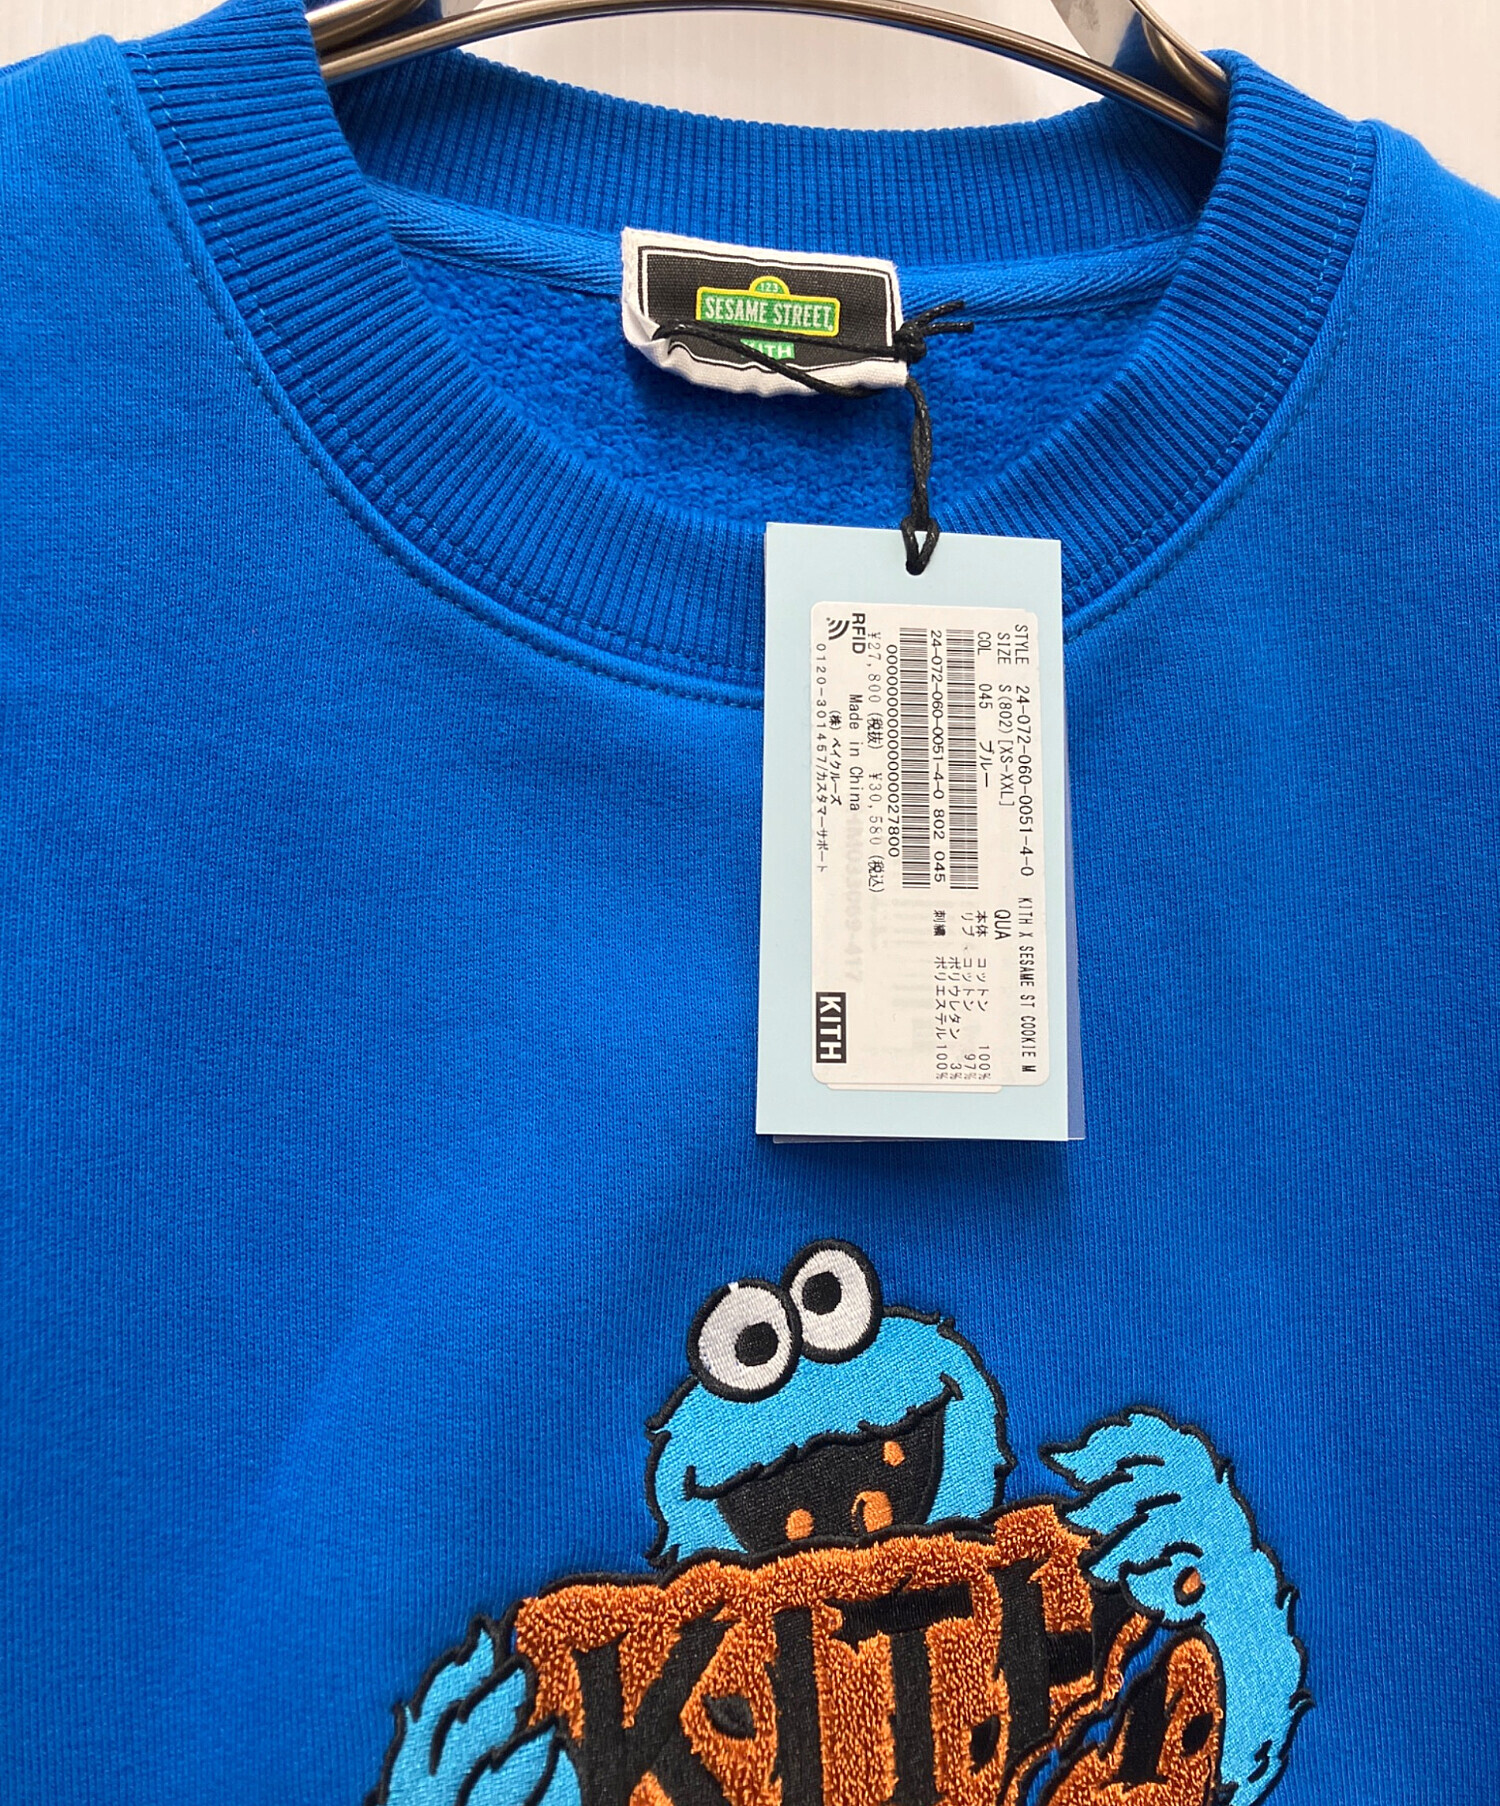 123
SESAME STREET
KITH
STYLE 24-072-060-0051-4-0 KITH X SESAME ST COOKIE M
SIZE S(802)[XS-XXL] QUA
COL 045 ブルー
本体 コットン 100%
リブ コットン 97%
ポリウレタン 3%
刺繍 ポリエステル 100%
24-072-060-0051-4-0 802 045
¥27,800(税抜) ¥30,580(税込)
RFID
Made in China
(株)ベイクルーズ
0120-301457/カスタマーサポート
KITH
KITH